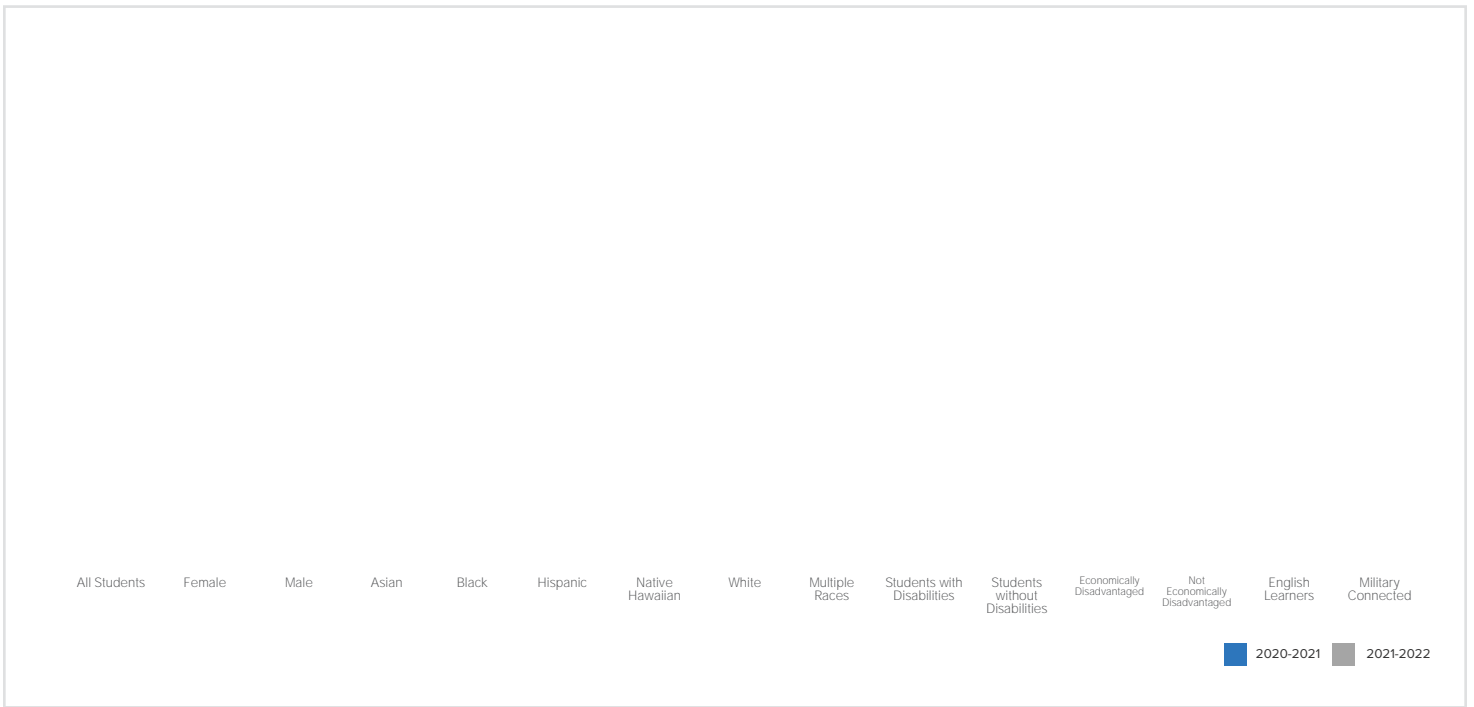 All Students
Female
Male
Asian
Black
Hispanic
Native
Hawaiian
White
Multiple
Races
Students with
Disabilities
Students
without
Disabilities
Economically
Disadvantaged
Not
Economically
Disadvantaged
English
Learners
Military
Connected
2020-2021
2021-2022